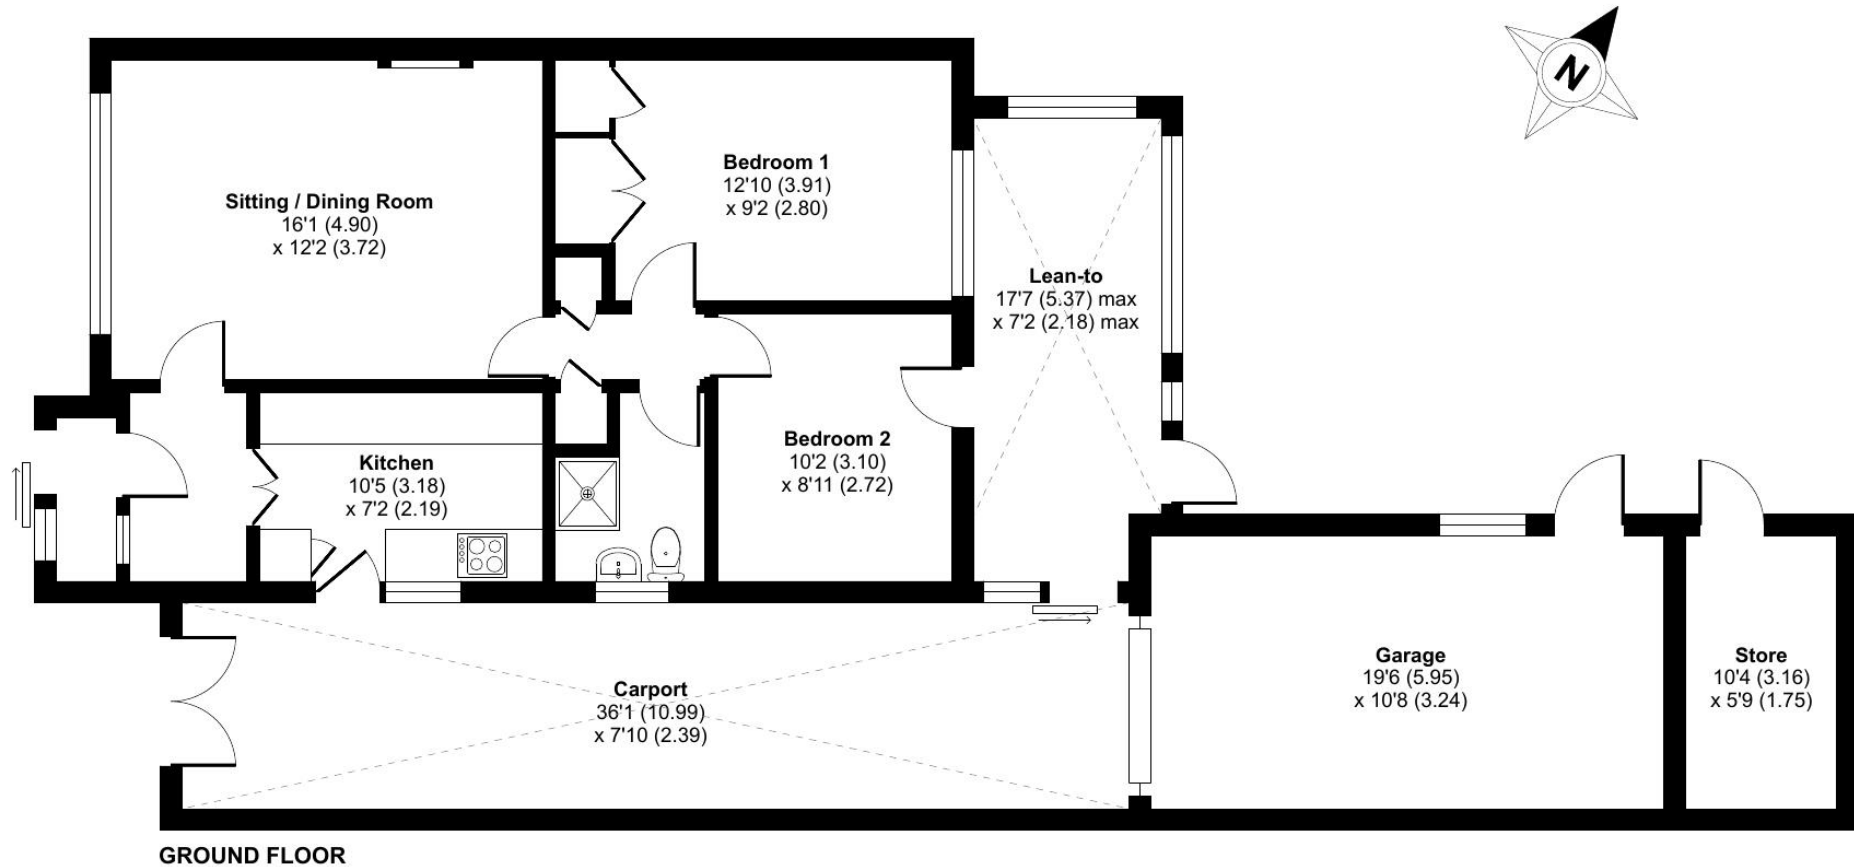 N
Bedroom 1
12'10 (3.91)
x 9'2 (2.80)
Sitting / Dining Room
16'1 (4.90)
x 12'2 (3.72)
Lean-to
17'7 (5.37) max
x 7'2 (2.18) max
Bedroom 2
10'2 (3.10)
x 8'11 (2.72)
Kitchen
10'5 (3.18)
x 7'2 (2.19)
Garage
19'6 (5.95)
x 10'8 (3.24)
Store
10'4 (3.16)
x 5'9 (1.75)
Carport
36'1 (10.99)
x 7'10 (2.39)
GROUND FLOOR